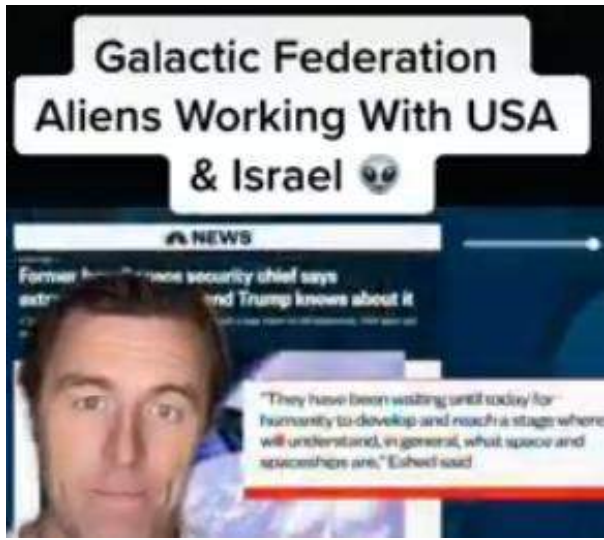 Galactic Federation
Aliens Working With USA
& Israel 👽
NEWS
Former space security chief says
and Trump knows about it
"They have been waiting until today for
humanity to develop and reach a stage where
will understand, in general, what space and
spaceships are," Eshed said